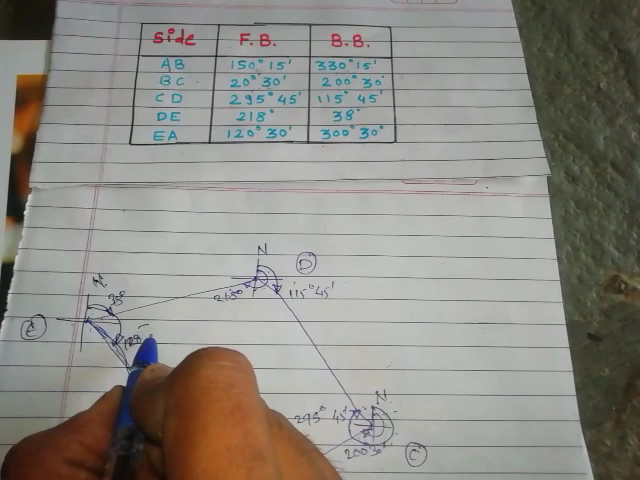 Side F.B. B.B.
AB 150° 15' 330° 15'
BC 20° 30' 200° 30'
CD 295° 45' 115° 45'
DE 218° 38°
EA 120° 30' 300° 30'
N D
N
218° 115° 45'
E
N
295° 45'
200° 30' C